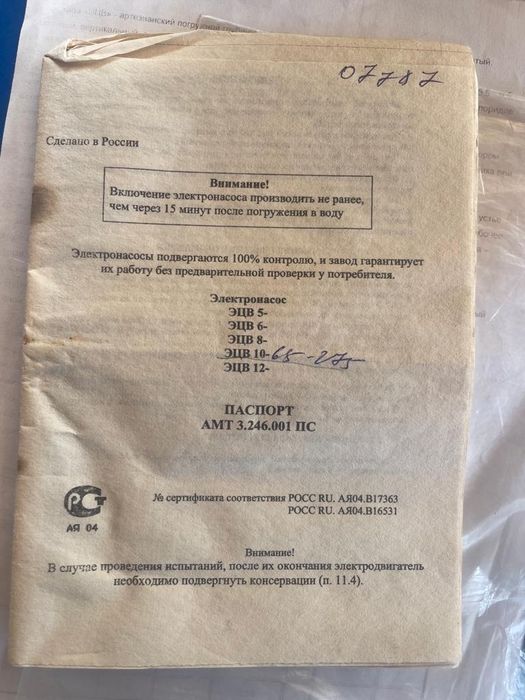 07787
Сделано в России
Внимание!
Включение электронасоса производить не ранее,
чем через 15 минут после погружения в воду
Электронасосы подвергаются 100% контролю, и завод гарантирует
их работу без предварительной проверки у потребителя.
Электронасос
ЭЦВ 5-
ЭЦВ 6-
ЭЦВ 8-
ЭЦВ 10-65-275
ЭЦВ 12-
ПАСПОРТ
АМТ 3.246.001 ПС
РСТ
АЯ 04
№ сертификата соответствия РОСС RU. АЯ04.В17363
РОСС RU. АЯ04.В16531
Внимание!
В случае проведения испытаний, после их окончания электродвигатель
необходимо подвергнуть консервации (п. 11.4).